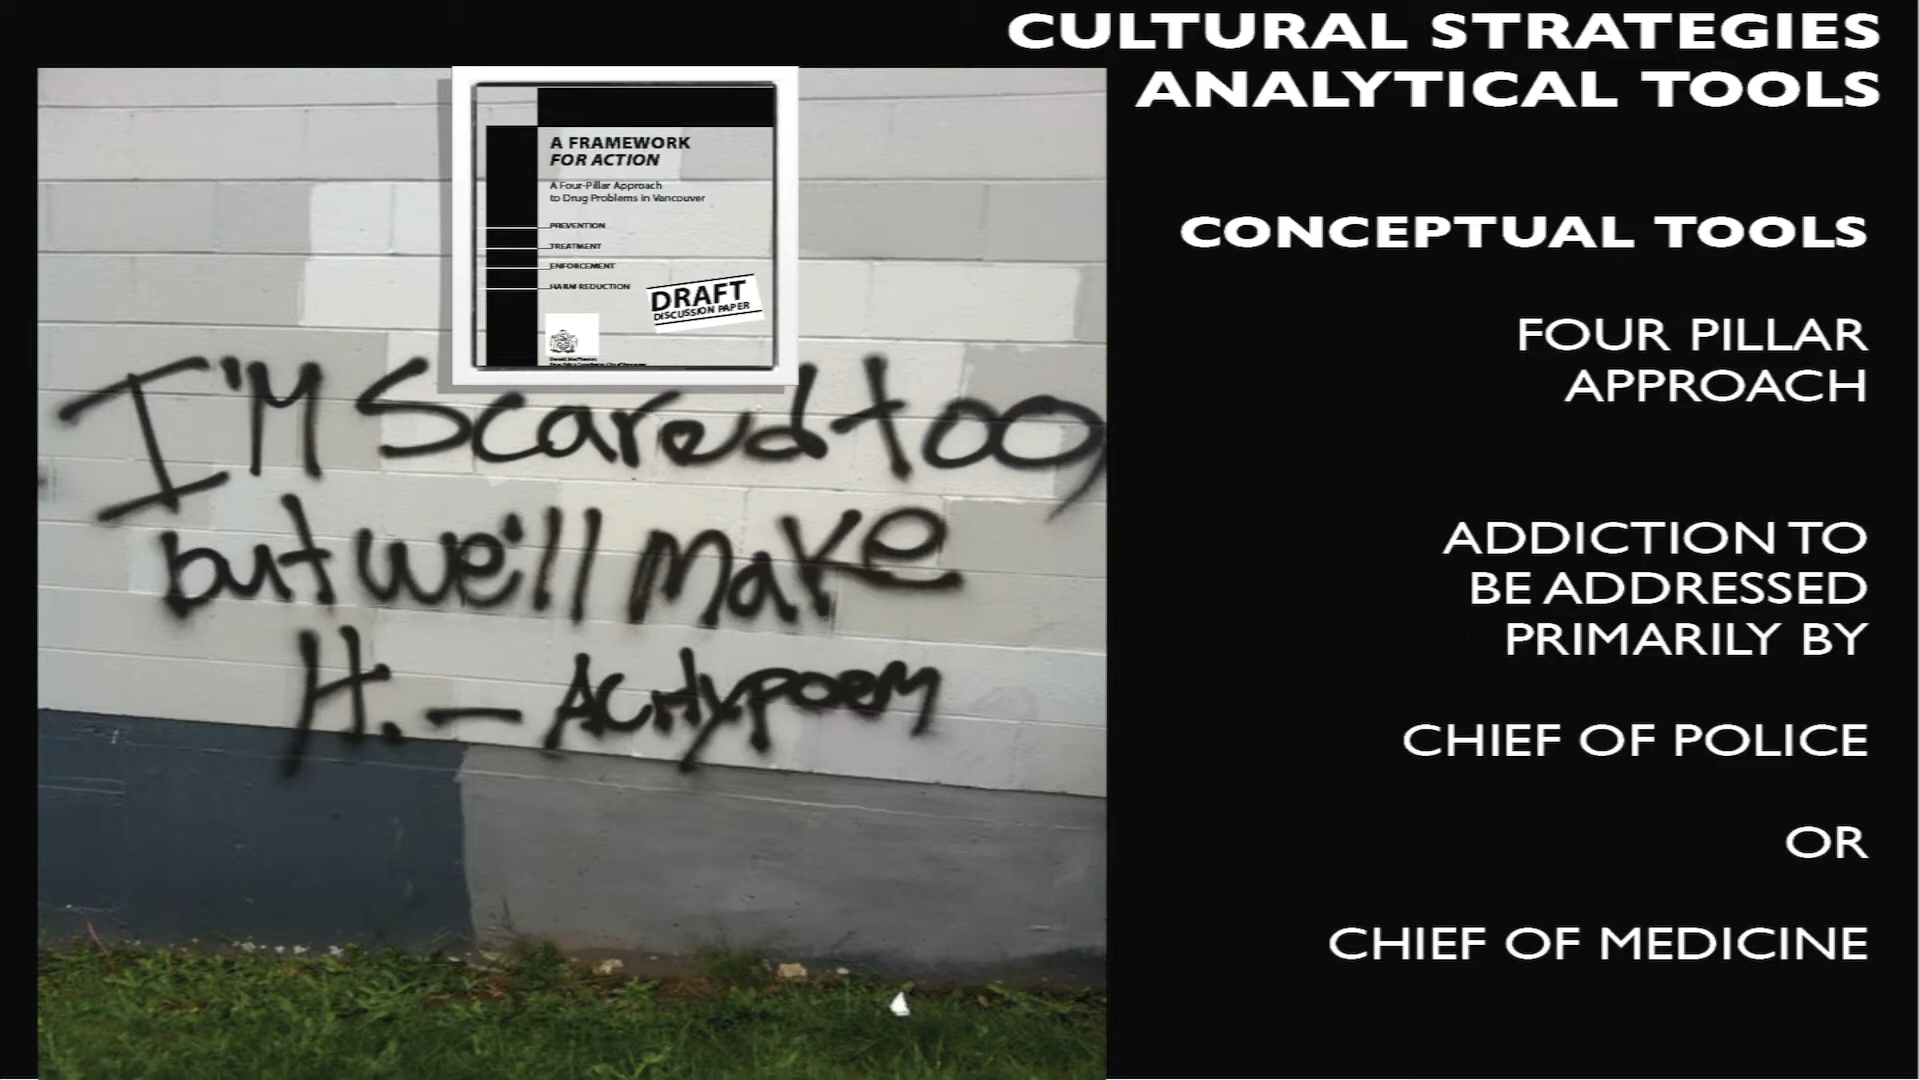 CULTURAL STRATEGIES
ANALYTICAL TOOLS
CONCEPTUAL TOOLS
FOUR PILLAR
APPROACH
ADDICTION TO
BE ADDRESSED
PRIMARILY BY
CHIEF OF POLICE
OR
CHIEF OF MEDICINE
A FRAMEWORK
FOR ACTION
A Four-Pillar Approach
to Drug Problems in Vancouver
PREVENTION
TREATMENT
ENFORCEMENT
HARM REDUCTION
DRAFT
DISCUSSION PAPER
I'M Scared too,
but we'll make
it. – Acitypoem